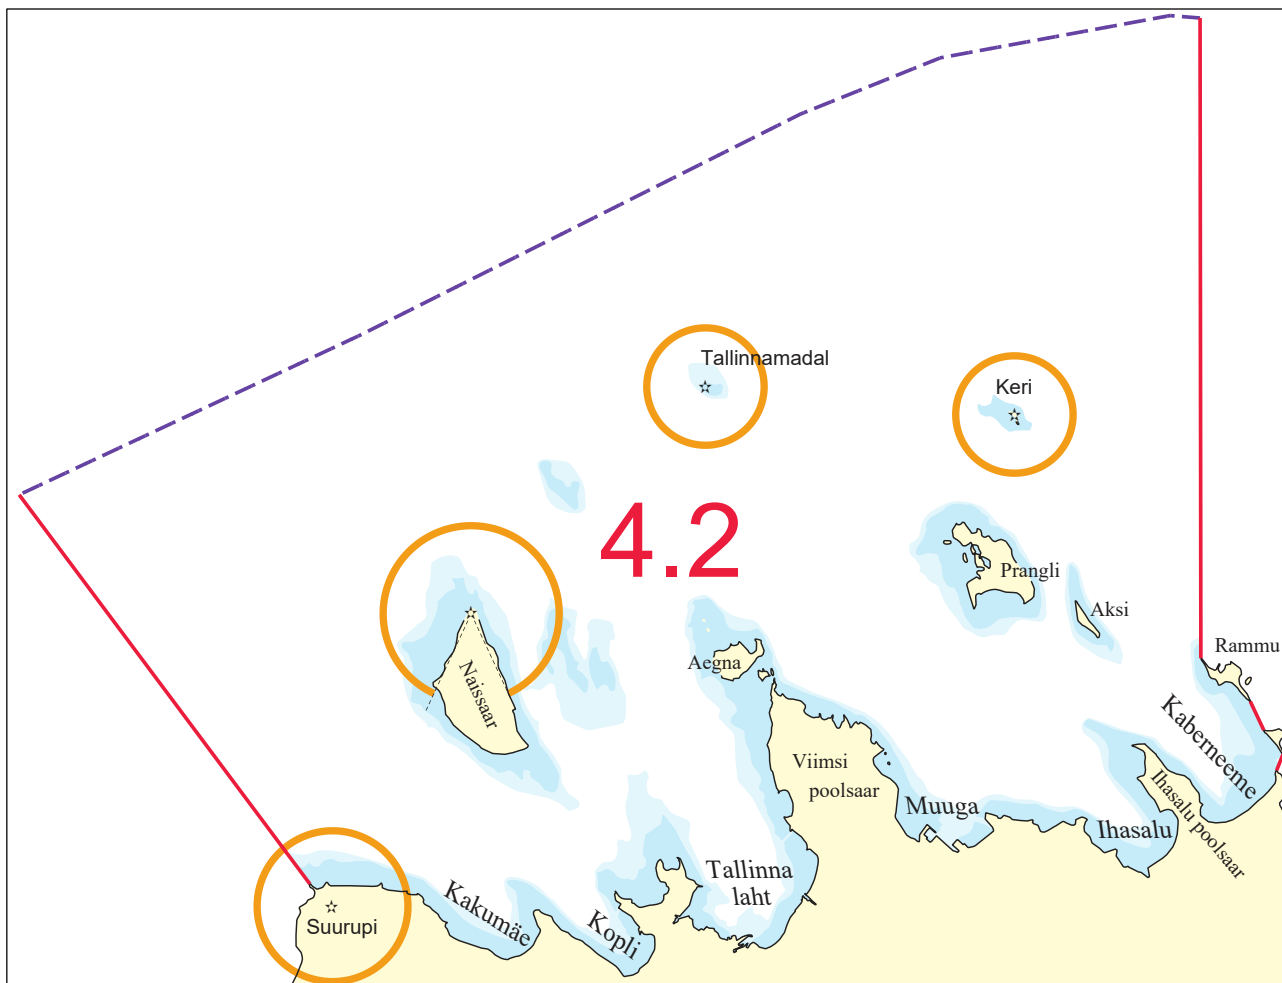 Tallinnamadal
Keri
4.2
Prangli
Aksi
Rammu
Aegna
Naissaar
Kaberneeme
Viimsi
poolsaar
Muuga
Ihasalu
Ihasalu poolsaar
Tallinna
laht
Kakumäe
Kopli
Suurupi